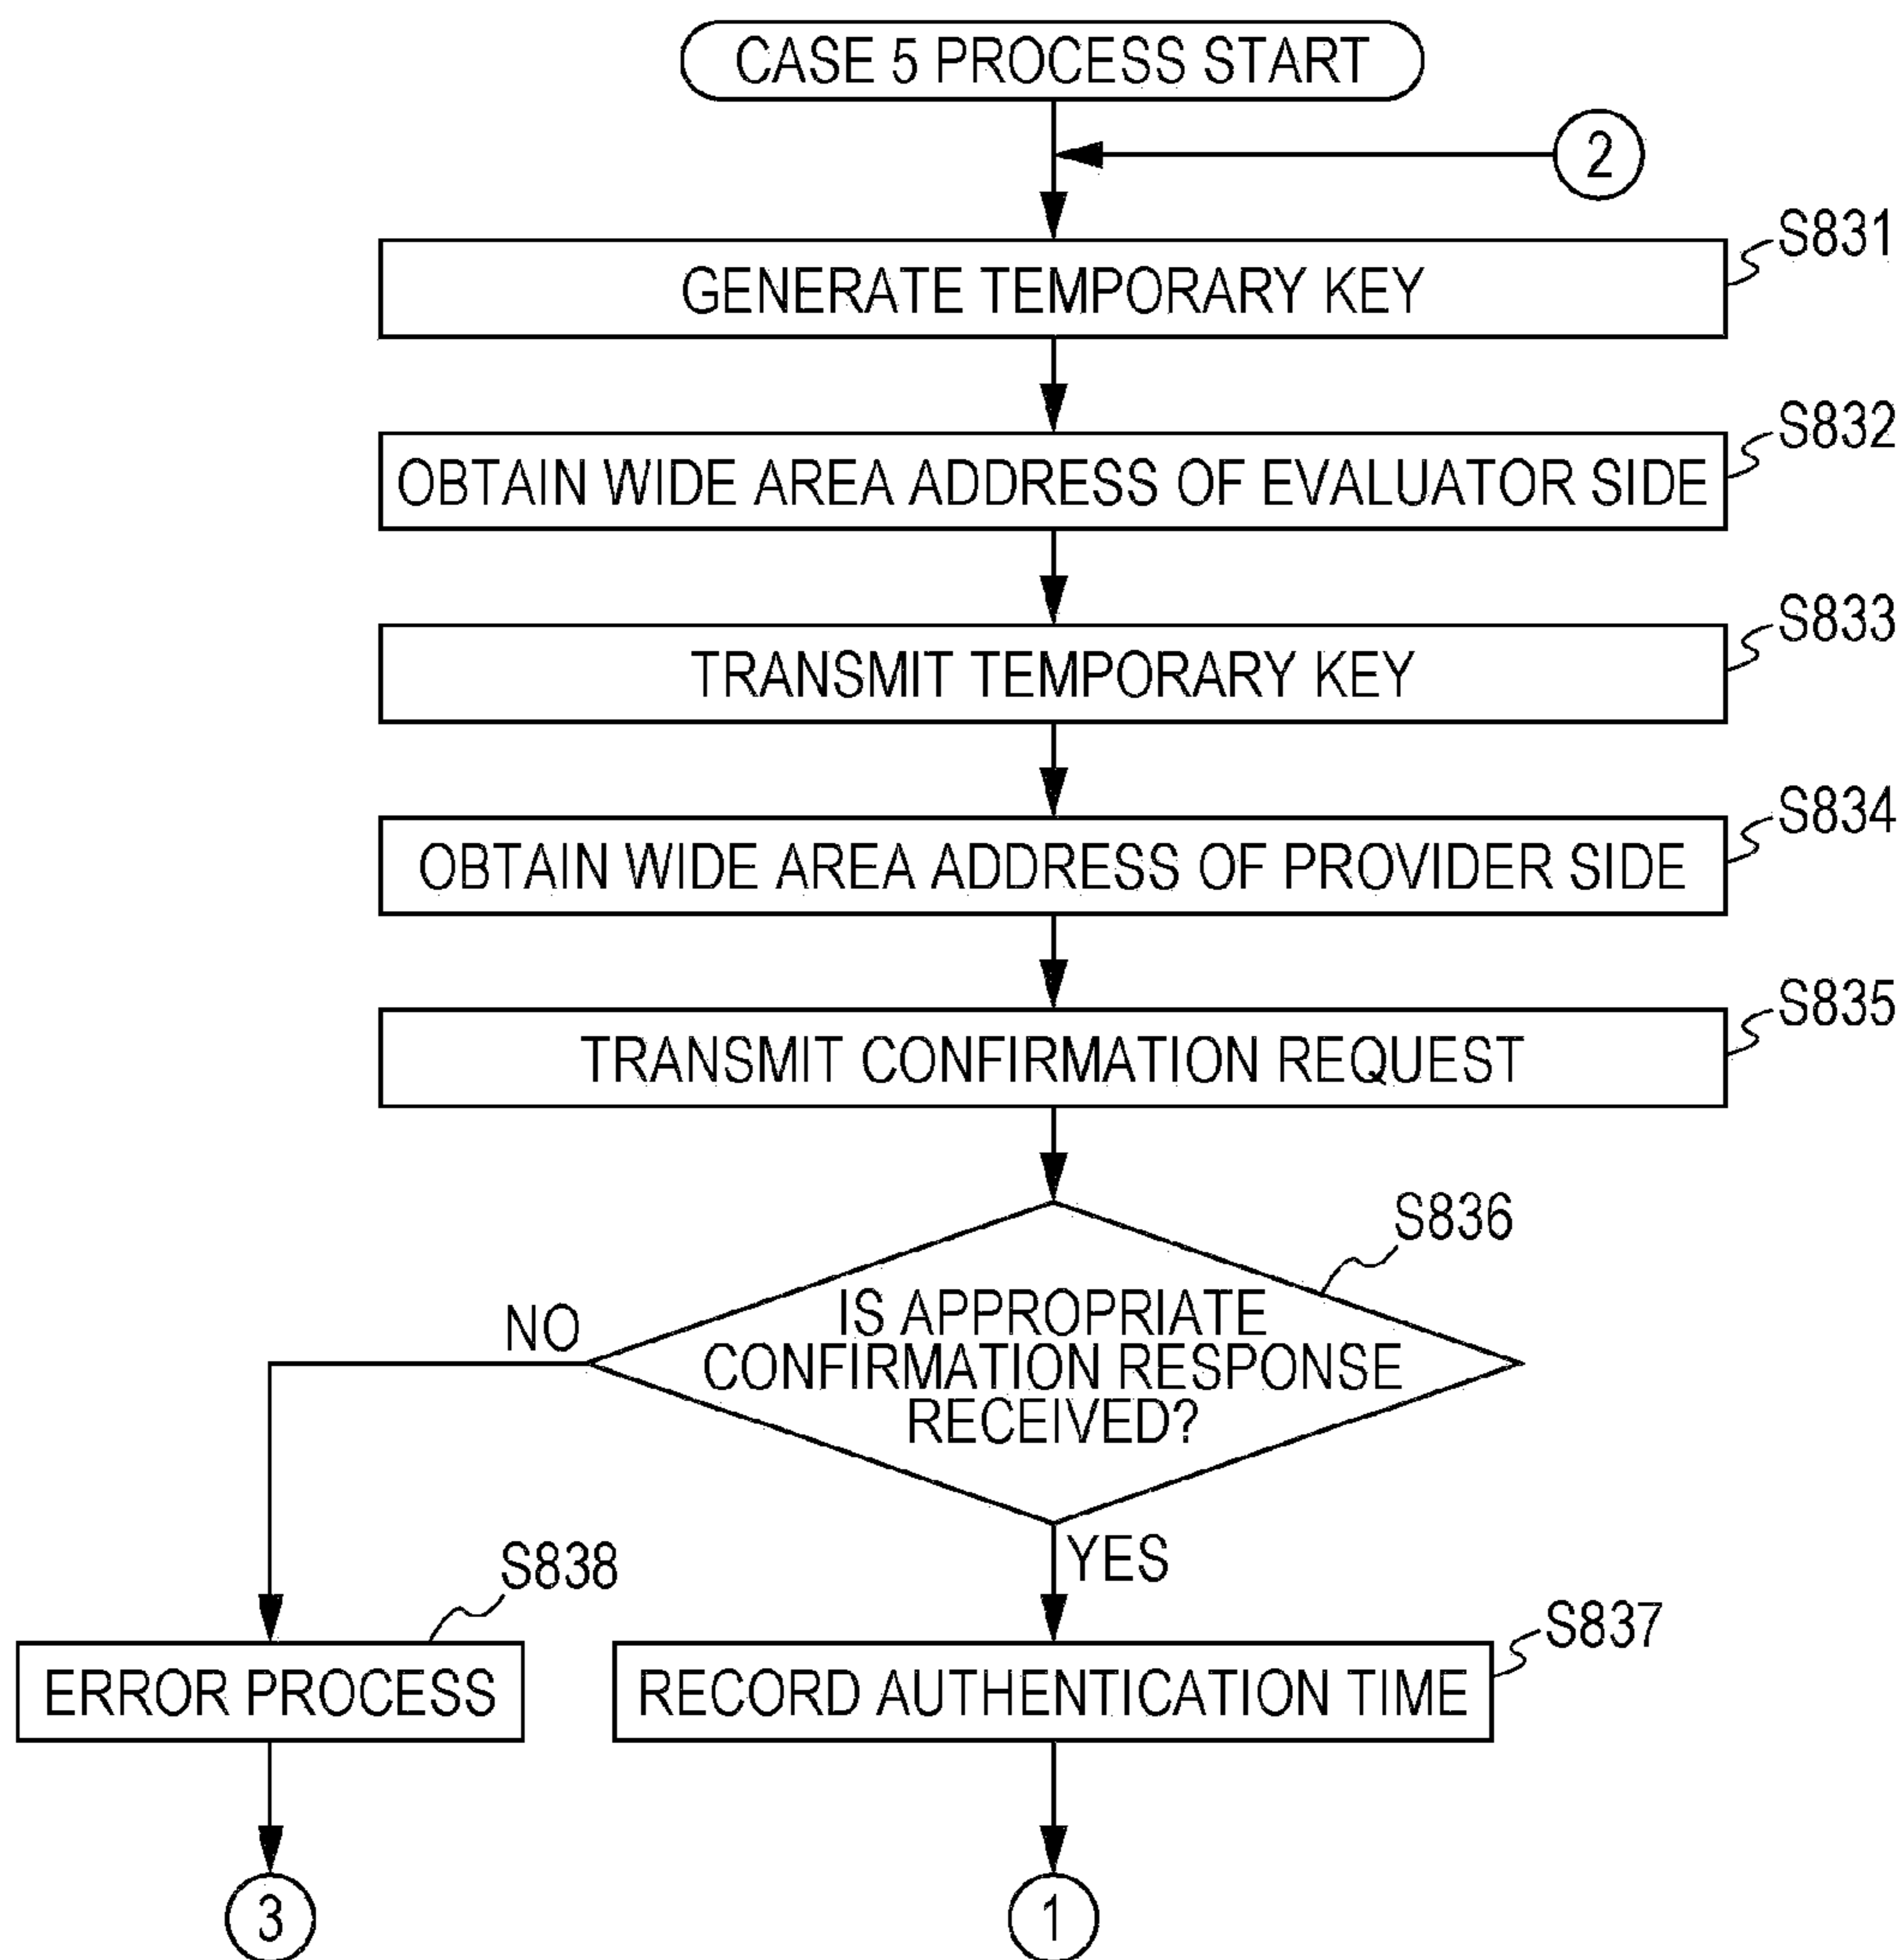 CASE 5 PROCESS START
2
S831
GENERATE TEMPORARY KEY
S832
OBTAIN WIDE AREA ADDRESS OF EVALUATOR SIDE
S833
TRANSMIT TEMPORARY KEY
S834
OBTAIN WIDE AREA ADDRESS OF PROVIDER SIDE
S835
TRANSMIT CONFIRMATION REQUEST
S836
NO
IS APPROPRIATE
CONFIRMATION RESPONSE
RECEIVED?
YES
S838
S837
ERROR PROCESS
RECORD AUTHENTICATION TIME
3
1